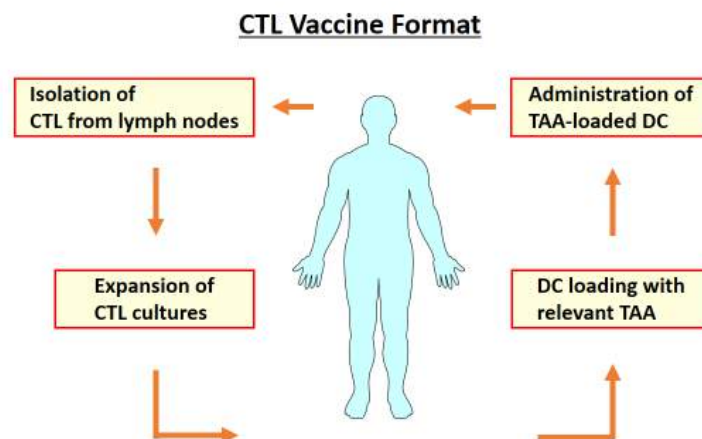 CTL Vaccine Format
Isolation of
CTL from lymph nodes
Administration of
TAA-loaded DC
Expansion of
CTL cultures
DC loading with
relevant TAA